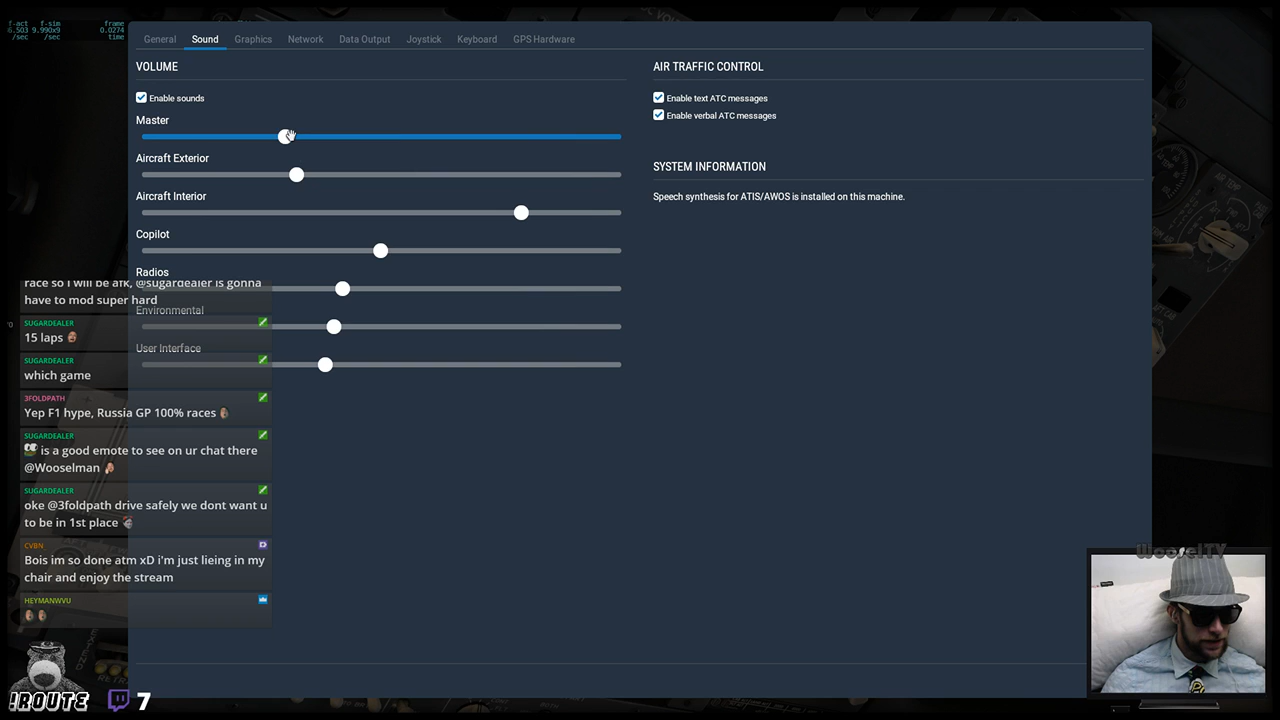 f-act f-sim frame
6.503 9.990x9 0.0274
/sec /sec time
General Sound Graphics Network Data Output Joystick Keyboard GPS Hardware
VOLUME
Enable sounds
Master
Aircraft Exterior
Aircraft Interior
Copilot
Radios
Environmental
User Interface
AIR TRAFFIC CONTROL
Enable text ATC messages
Enable verbal ATC messages
SYSTEM INFORMATION
Speech synthesis for ATIS/AWOS is installed on this machine.
race so I will be afk, @sugardealer is gonna
have to mod super hard
SUGARDEALER
15 laps
SUGARDEALER
which game
3FOLDPATH
Yep F1 hype, Russia GP 100% races
SUGARDEALER
is a good emote to see on ur chat there
@Wooselman
SUGARDEALER
oke @3foldpath drive safely we dont want u
to be in 1st place
CVBN
Bois im so done atm xD i'm just lieing in my
chair and enjoy the stream
HEYMANWVU
!ROUTE
7
WooselTV
AIR TEMP